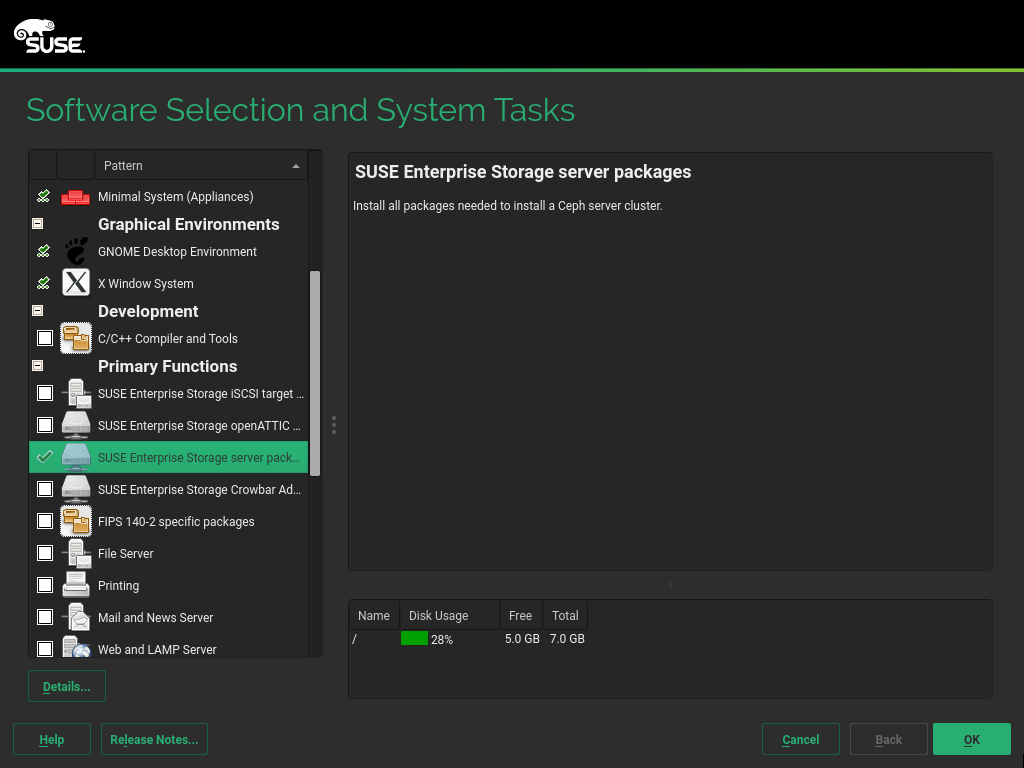 SUSE
Software Selection and System Tasks
Pattern
Minimal System (Appliances)
Graphical Environments
GNOME Desktop Environment
X Window System
Development
C/C++ Compiler and Tools
Primary Functions
SUSE Enterprise Storage iSCSI target ...
SUSE Enterprise Storage openATTIC ...
SUSE Enterprise Storage server pack...
SUSE Enterprise Storage Crowbar Ad...
FIPS 140-2 specific packages
File Server
Printing
Mail and News Server
Web and LAMP Server
SUSE Enterprise Storage server packages
Install all packages needed to install a Ceph server cluster.
Name Disk Usage Free Total
/ 28% 5.0 GB 7.0 GB
Details...
Help Release Notes... Cancel Back OK